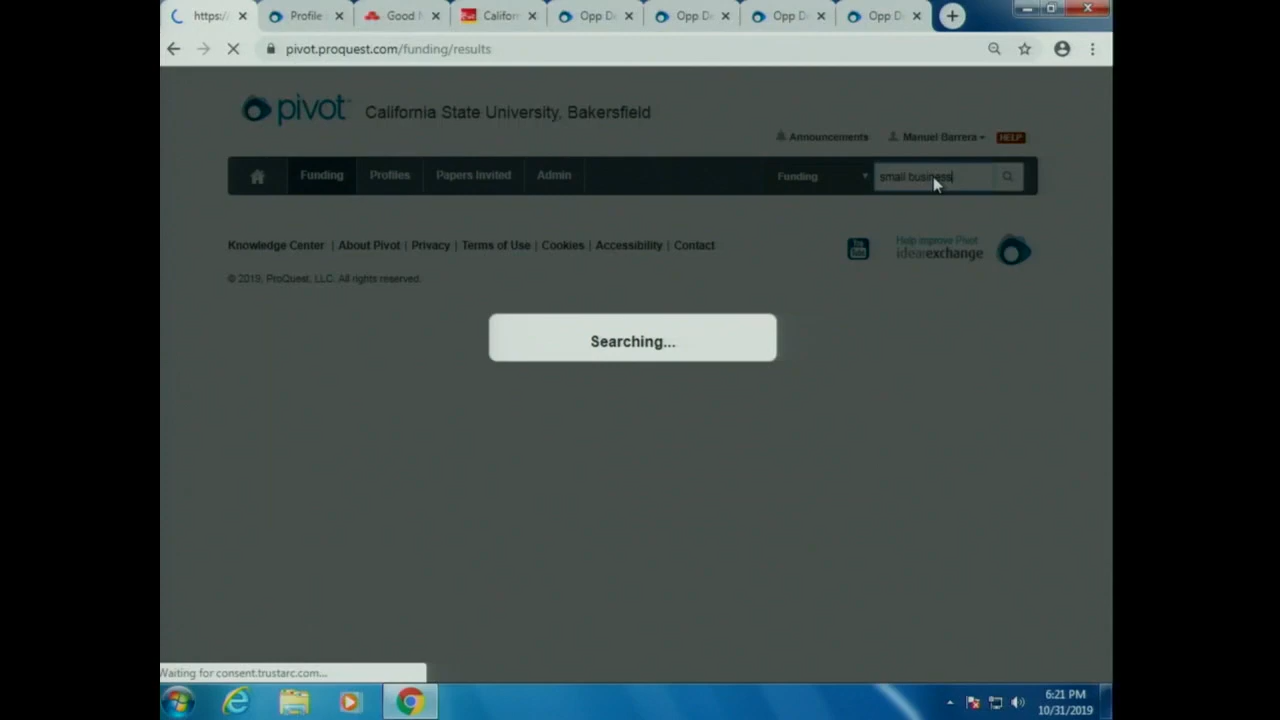 https:/
Profile
Good
Califor
Opp D
Opp D
Opp D
Opp D
pivot.proquest.com/funding/results
pivot California State University, Bakersfield
Announcements Manuel Barrera HELP
Funding Profiles Papers Invited Admin Funding small business
Knowledge Center | About Pivot | Privacy | Terms of Use | Cookies | Accessibility | Contact
You Tube
Help improve Pivot
ideaexchange
© 2019, ProQuest, LLC. All rights reserved.
Searching...
Waiting for consent.trustarc.com...
6:21 PM
10/31/2019